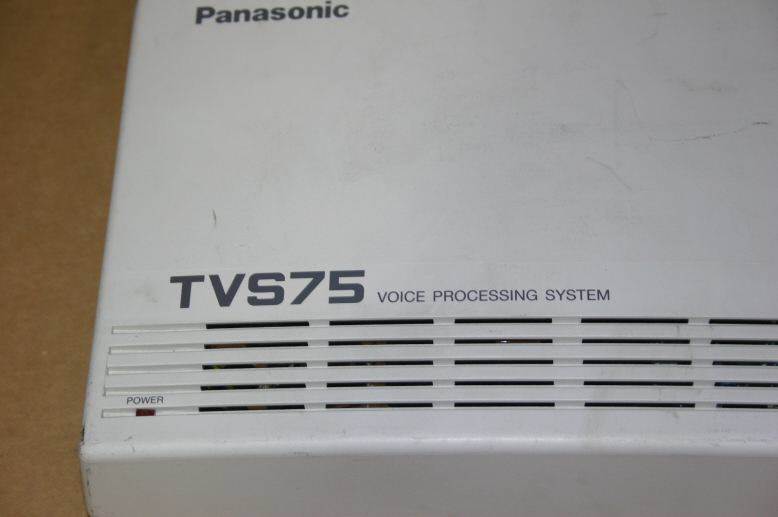 Panasonic
TVS75 VOICE PROCESSING SYSTEM
POWER